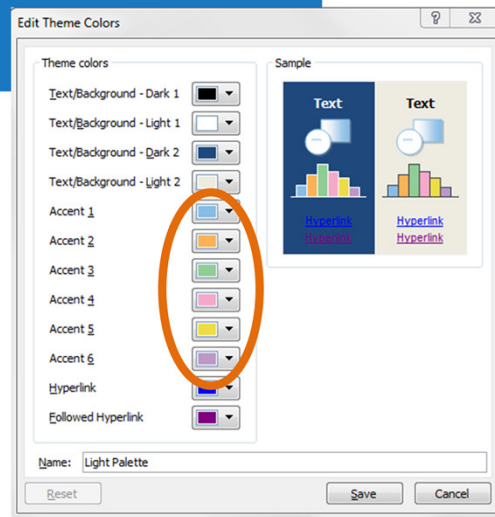 Edit Theme Colors
Theme colors
Text/Background - Dark 1
Text/Background - Light 1
Text/Background - Dark 2
Text/Background - Light 2
Accent 1
Accent 2
Accent 3
Accent 4
Accent 5
Accent 6
Hyperlink
Followed Hyperlink
Sample
Text Text
Hyperlink Hyperlink
Hyperlink Hyperlink
Name: Light Palette
Reset Save Cancel